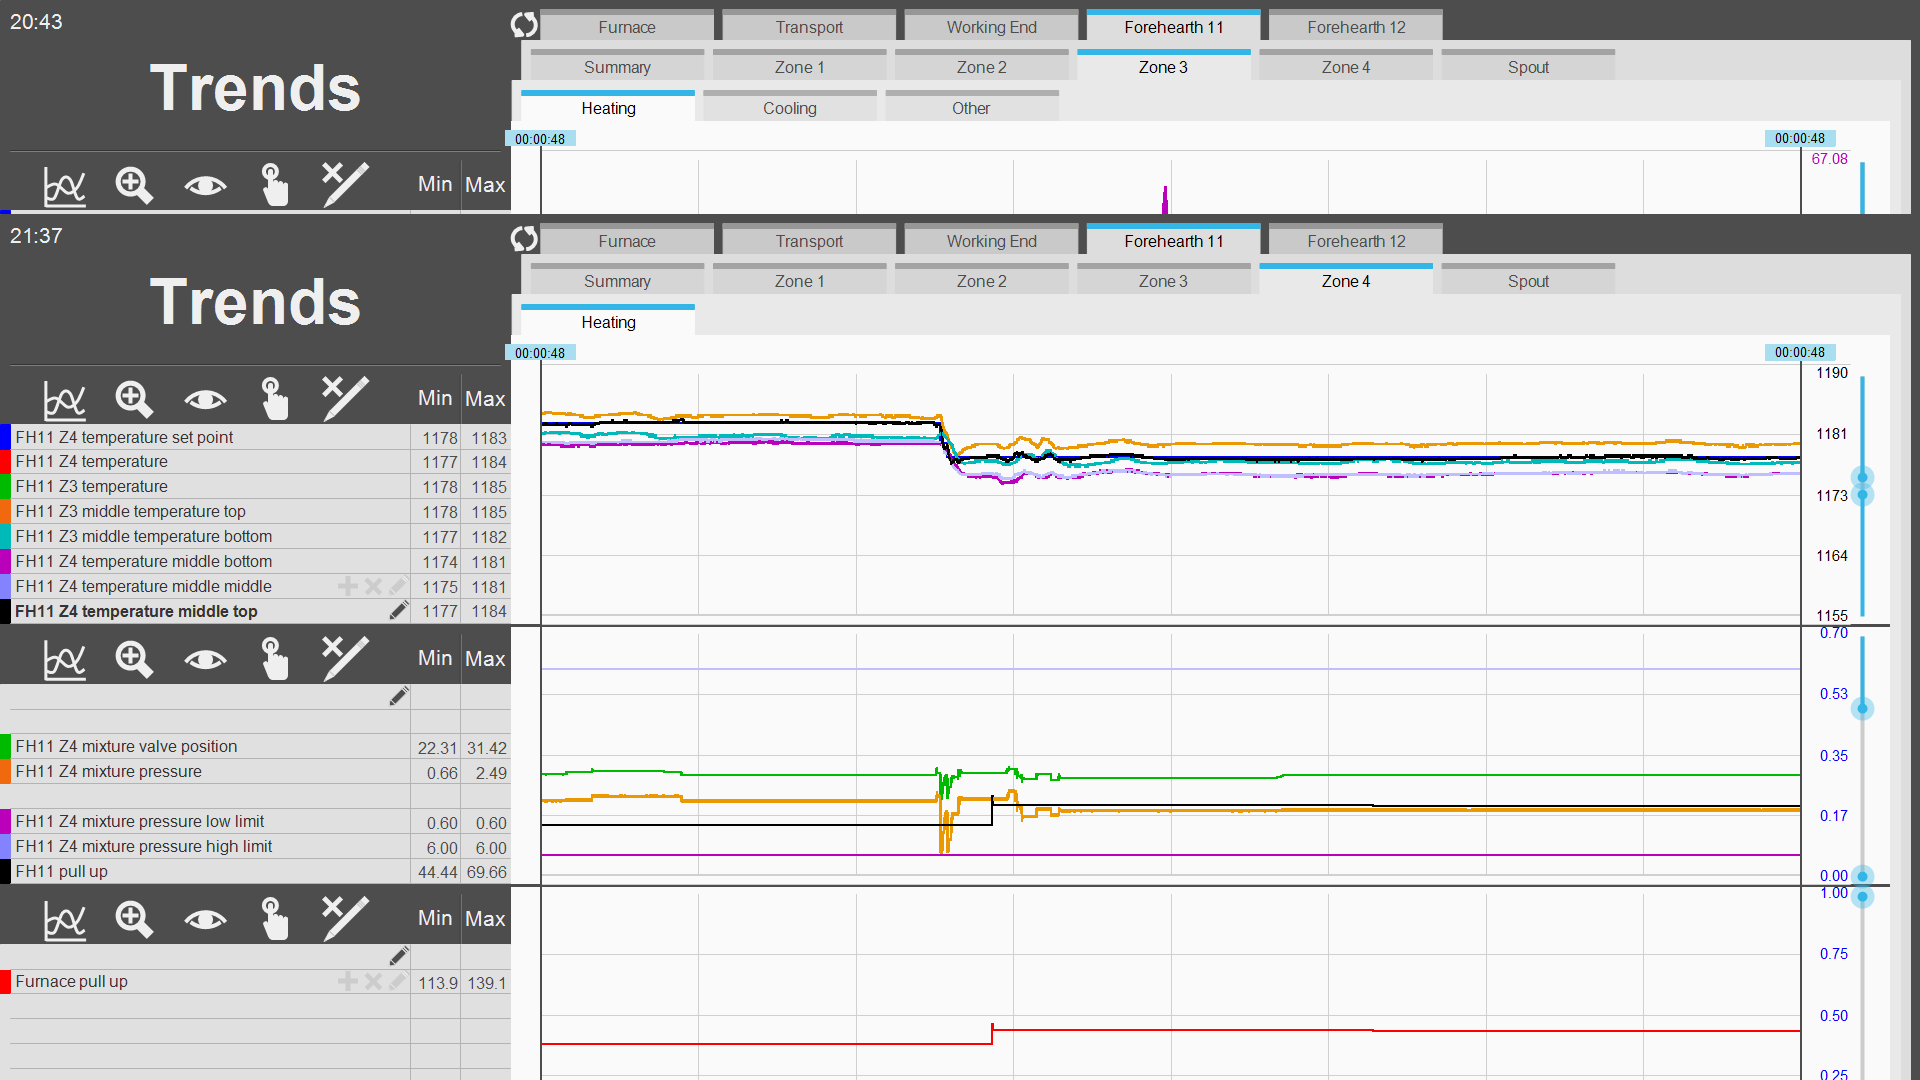 20:43
Furnace Transport Working End Forehearth 11 Forehearth 12
Trends
Summary Zone 1 Zone 2 Zone 3 Zone 4 Spout
Heating Cooling Other
00:00:48 00:00:48
67.08
Min Max
21:37
Furnace Transport Working End Forehearth 11 Forehearth 12
Trends
Summary Zone 1 Zone 2 Zone 3 Zone 4 Spout
Heating
00:00:48 00:00:48
1190
Min Max
FH11 Z4 temperature set point 1178 1183
1181
FH11 Z4 temperature 1177 1184
FH11 Z3 temperature 1178 1185
1173
FH11 Z3 middle temperature top 1178 1185
FH11 Z3 middle temperature bottom 1177 1182
1164
FH11 Z4 temperature middle bottom 1174 1181
FH11 Z4 temperature middle middle 1175 1181
FH11 Z4 temperature middle top 1177 1184
1155
0.70
Min Max
0.53
FH11 Z4 mixture valve position 22.31 31.42
0.35
FH11 Z4 mixture pressure 0.66 2.49
0.17
FH11 Z4 mixture pressure low limit 0.60 0.60
FH11 Z4 mixture pressure high limit 6.00 6.00
FH11 pull up 44.44 69.66
0.00
1.00
Min Max
0.75
Furnace pull up 113.9 139.1
0.50
0.25